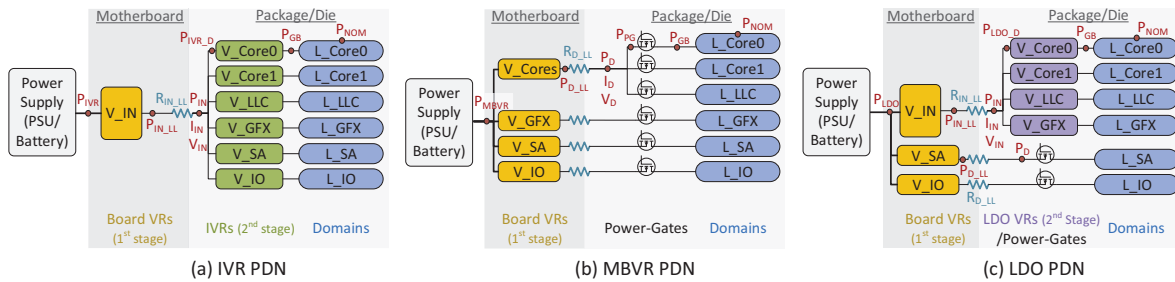 Motherboard
Package/Die
P_NOM
P_IVR_D
P_GB
V_Core0
L_Core0
V_Core1
L_Core1
Power
Supply
(PSU/
Battery)
P_IVR
V_IN
R_IN_LL
P_IN
P_IN_LL
I_IN
V_IN
V_LLC
L_LLC
V_GFX
L_GFX
V_SA
L_SA
V_IO
L_IO
Board VRs
(1st stage)
IVRs (2nd stage)
Domains
(a) IVR PDN
Motherboard
Package/Die
P_NOM
P_PG
P_GB
L_Core0
V_Cores
R_D_LL
P_D
P_D_LL
I_D
V_D
L_Core1
Power
Supply
(PSU/
Battery)
P_MBVR
L_LLC
V_GFX
L_GFX
V_SA
L_SA
V_IO
L_IO
Board VRs
(1st stage)
Power-Gates
Domains
(b) MBVR PDN
Motherboard
Package/Die
P_NOM
P_LDO_D
P_GB
V_Core0
L_Core0
V_Core1
L_Core1
Power
Supply
(PSU/
Battery)
P_LDO
V_IN
R_IN_LL
P_IN
P_IN_LL
I_IN
V_IN
V_LLC
L_LLC
V_GFX
L_GFX
V_SA
P_D
L_SA
P_D_LL
V_IO
R_D_LL
L_IO
Board VRs
(1st stage)
LDO VRs (2nd Stage)
/Power-Gates
Domains
(c) LDO PDN